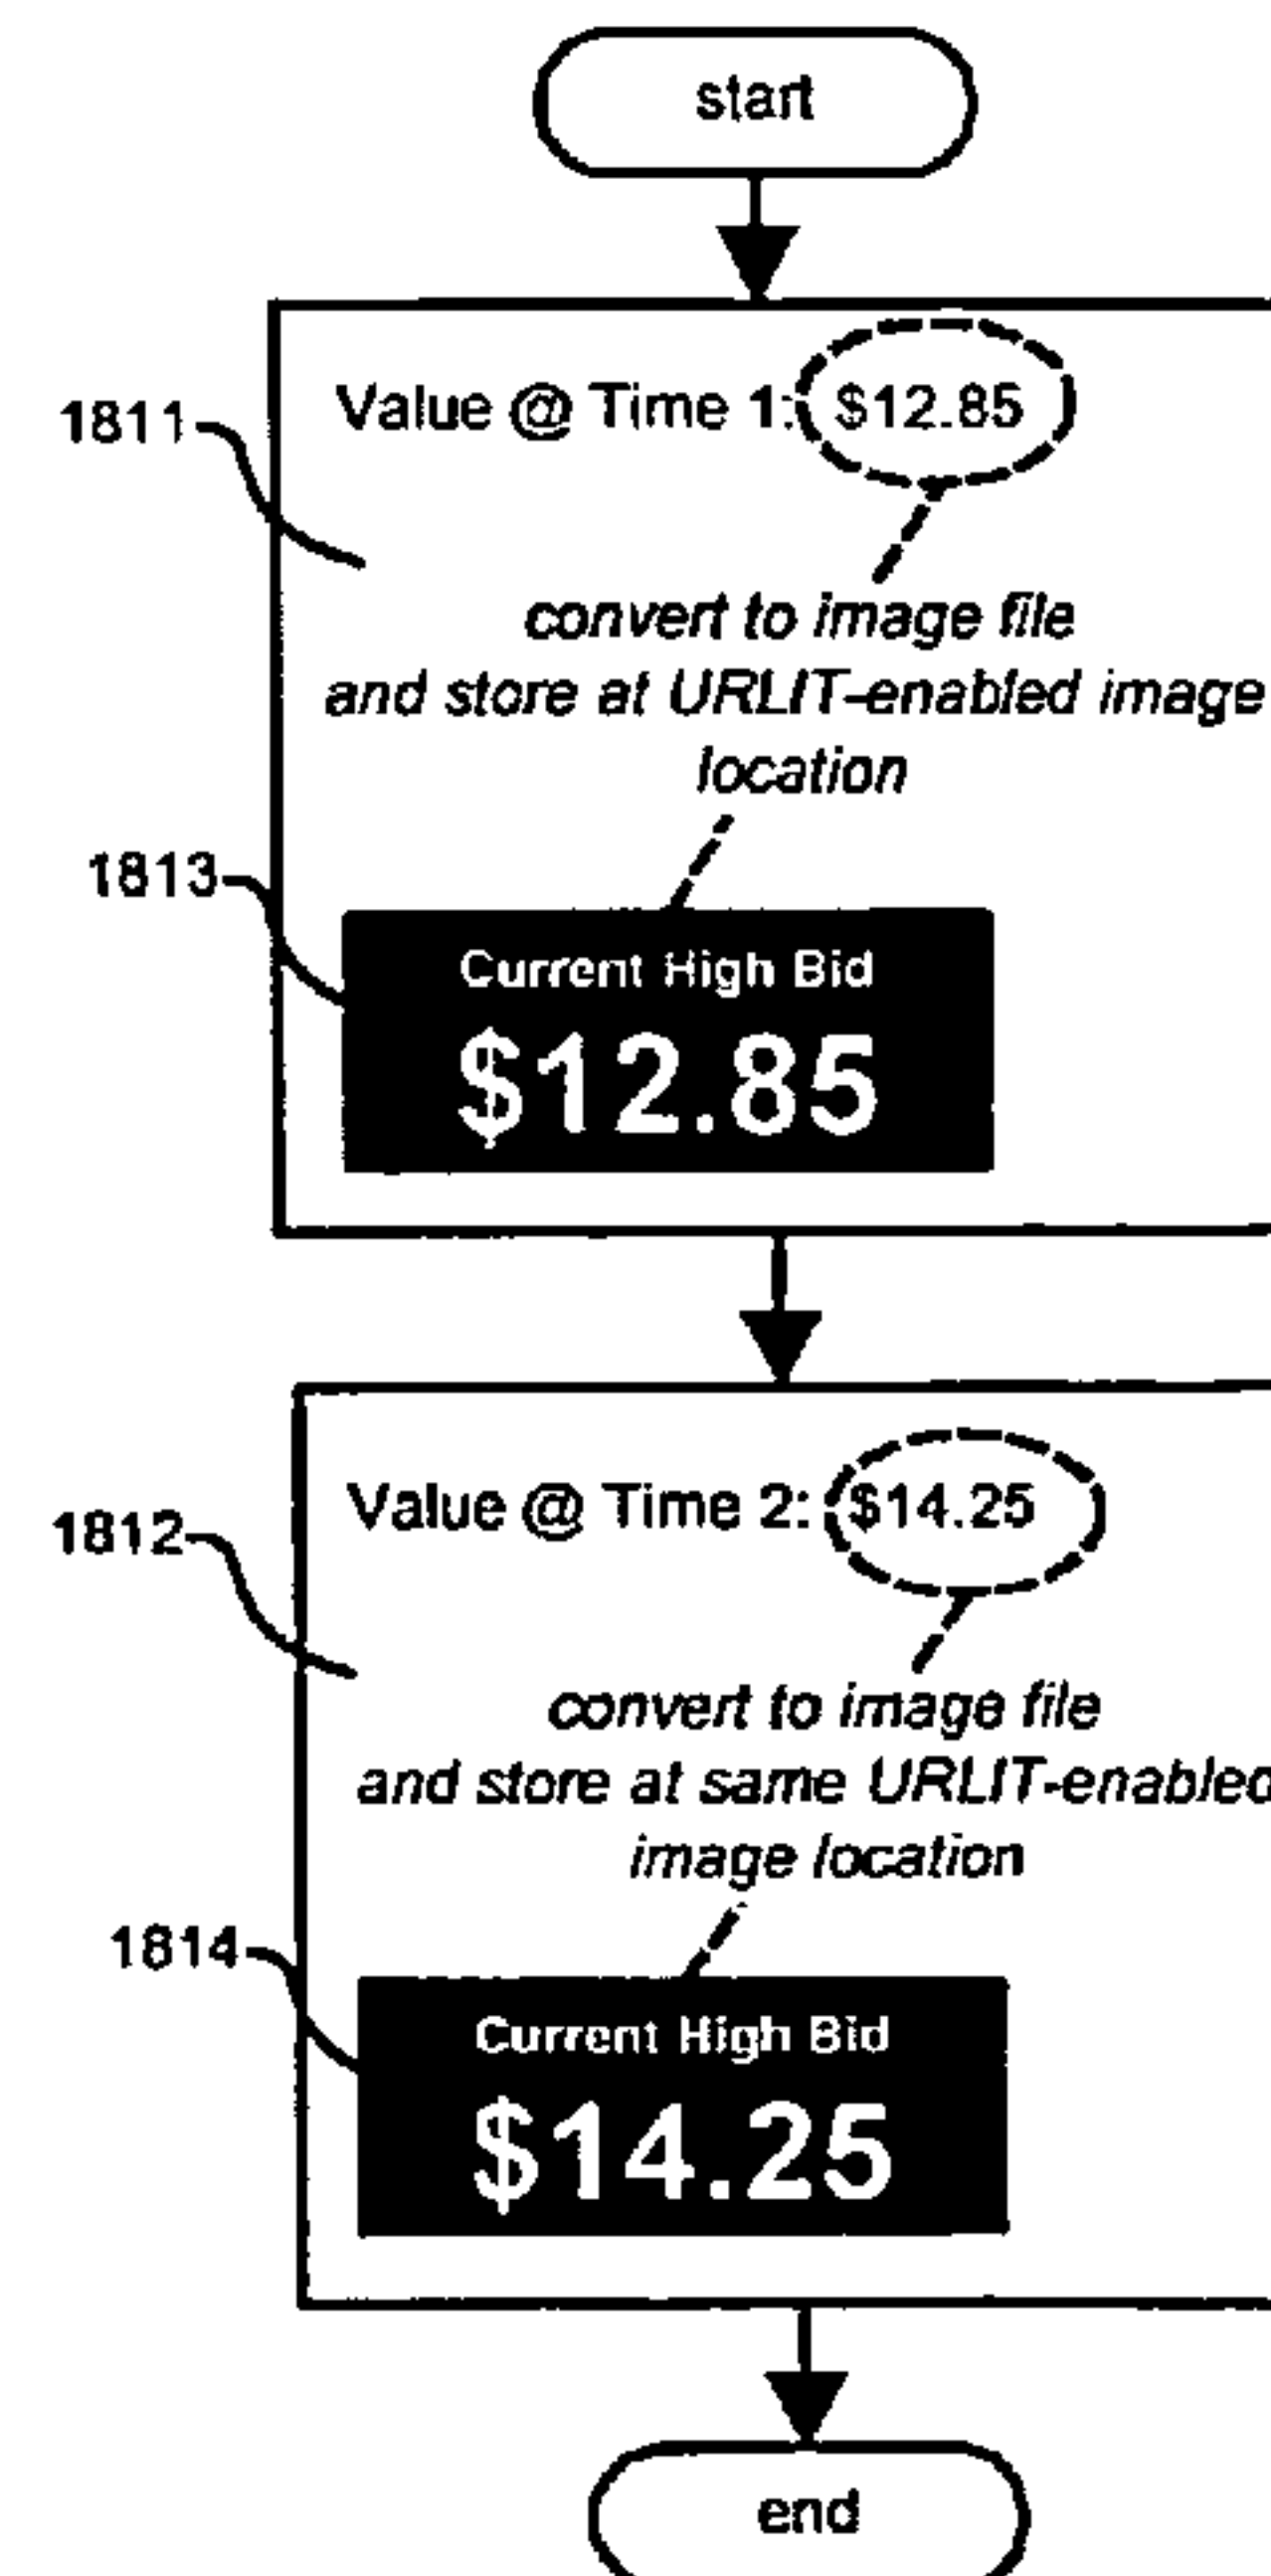 start
1811
Value @ Time 1: $12.85
convert to image file
and store at URLIT-enabled image
location
1813
Current High Bid
$12.85
1812
Value @ Time 2: $14.25
convert to image file
and store at same URLIT-enabled
image location
1814
Current High Bid
$14.25
end